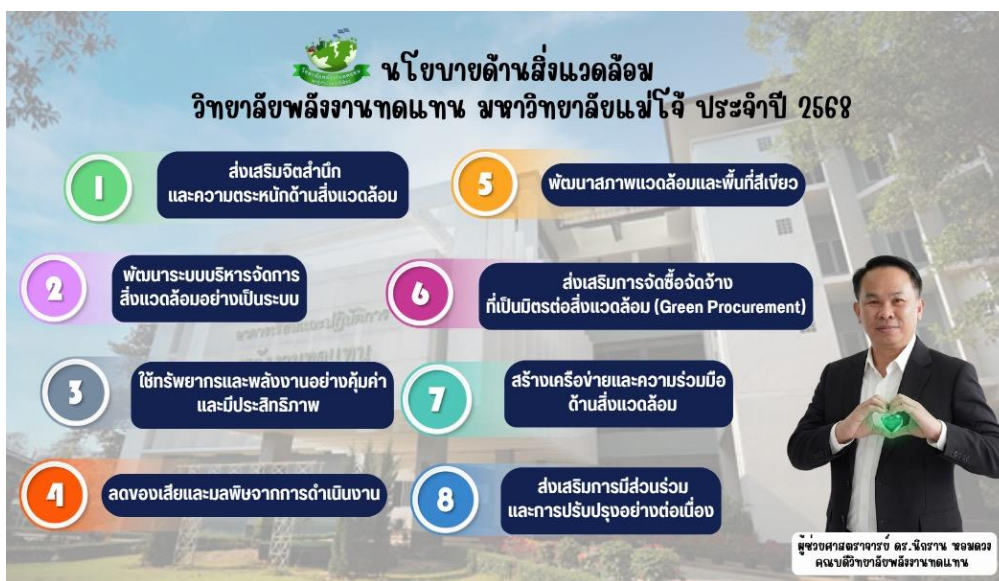 นโยบายด้านสิ่งแวดล้อม
วิทยาลัยพลังงานทดแทน มหาวิทยาลัยแม่โจ้ ประจำปี 2568
1
ส่งเสริมจิตสำนึก
และความตระหนักด้านสิ่งแวดล้อม
2
พัฒนาระบบบริหารจัดการ
สิ่งแวดล้อมอย่างเป็นระบบ
3
ใช้ทรัพยากรและพลังงานอย่างคุ้มค่า
และมีประสิทธิภาพ
4
ลดของเสียและมลพิษจากการดำเนินงาน
5
พัฒนาสภาพแวดล้อมและพื้นที่สีเขียว
6
ส่งเสริมการจัดซื้อจัดจ้าง
ที่เป็นมิตรต่อสิ่งแวดล้อม (Green Procurement)
7
สร้างเครือข่ายและความร่วมมือ
ด้านสิ่งแวดล้อม
8
ส่งเสริมการมีส่วนร่วม
และการปรับปรุงอย่างต่อเนื่อง
ผู้ช่วยศาสตราจารย์ ดร.นิกราน หอมดวง
คณบดีวิทยาลัยพลังงานทดแทน